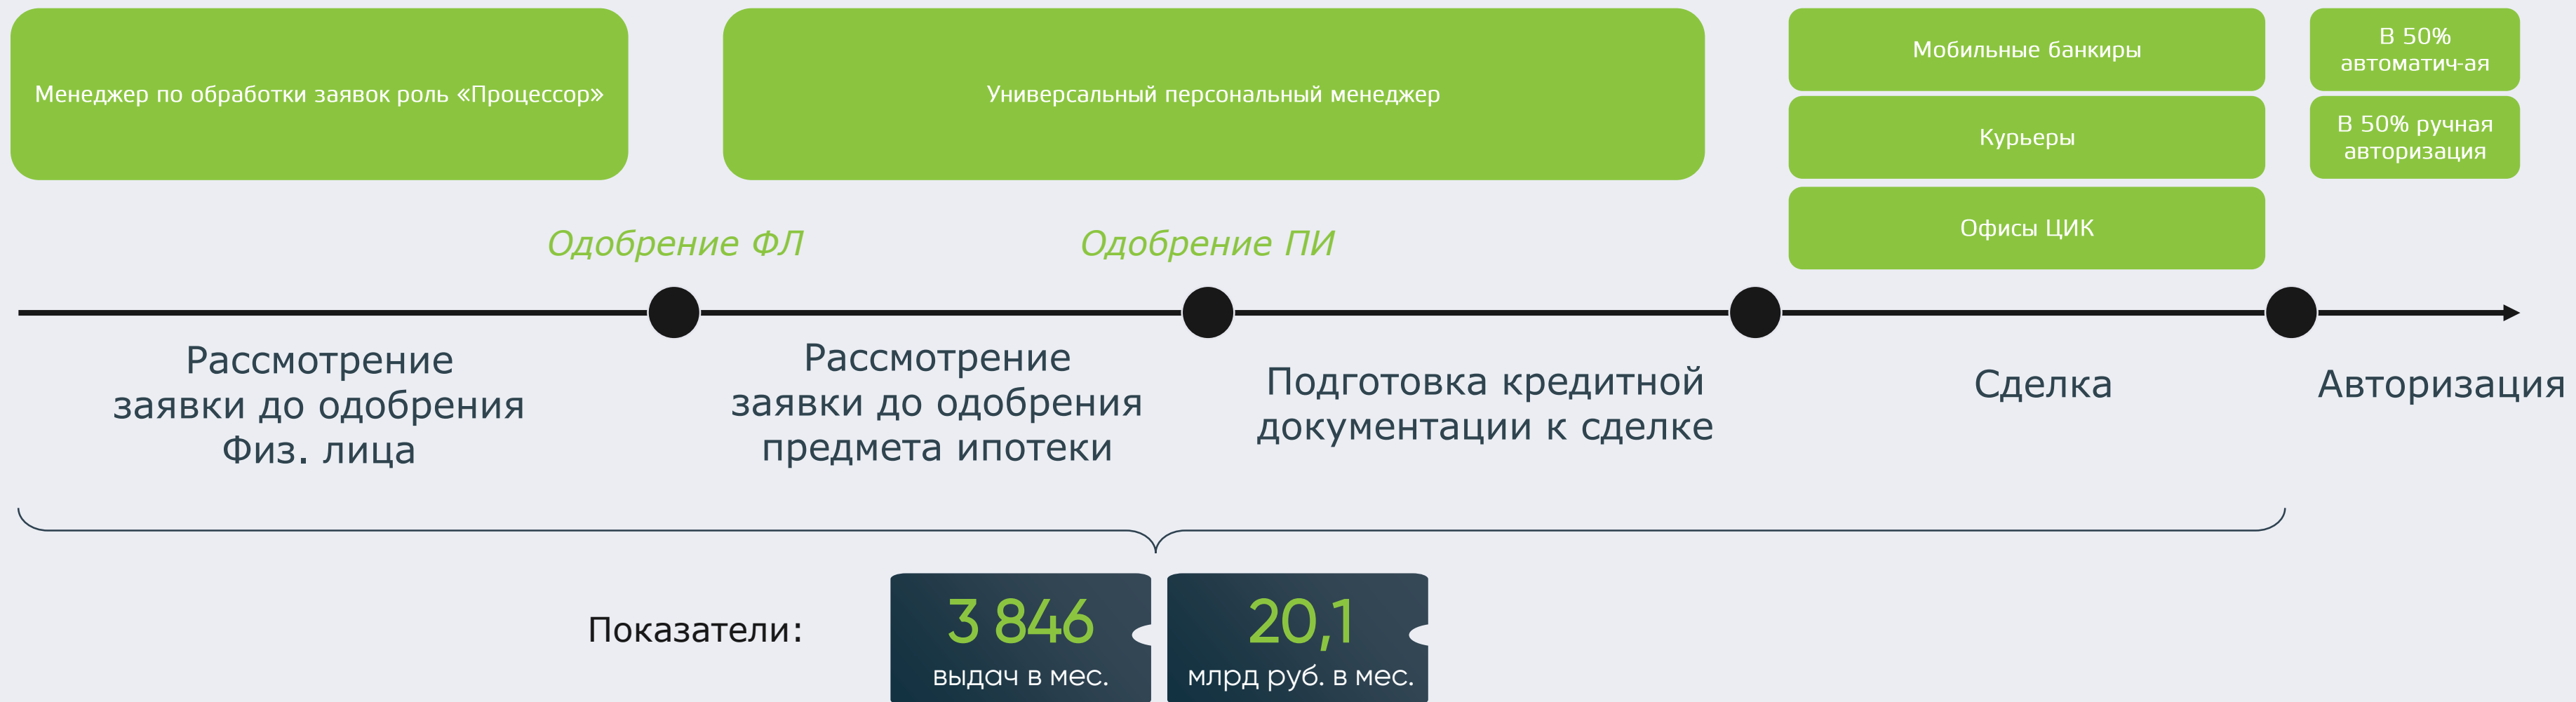 Менеджер по обработки заявок роль «Процессор»
Универсальный персональный менеджер
Мобильные банкиры
Курьеры
Офисы ЦИК
В 50%
автоматич-ая
В 50% ручная
авторизация
Одобрение ФЛ
Одобрение ПИ
Рассмотрение
заявки до одобрения
Физ. лица
Рассмотрение
заявки до одобрения
предмета ипотеки
Подготовка кредитной
документации к сделке
Сделка
Авторизация
Показатели:
3 846
выдач в мес.
20,1
млрд руб. в мес.